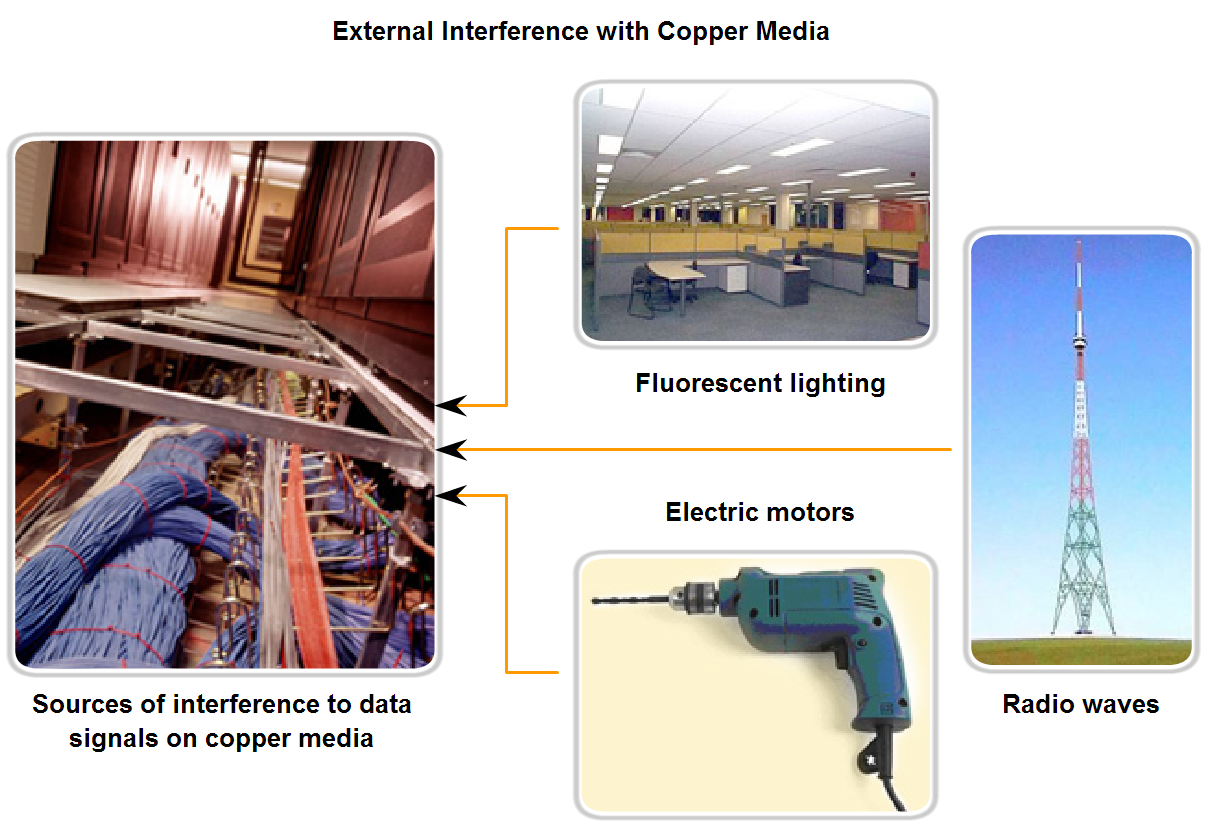 External Interference with Copper Media
Fluorescent lighting
Electric motors
Sources of interference to data
signals on copper media
Radio waves